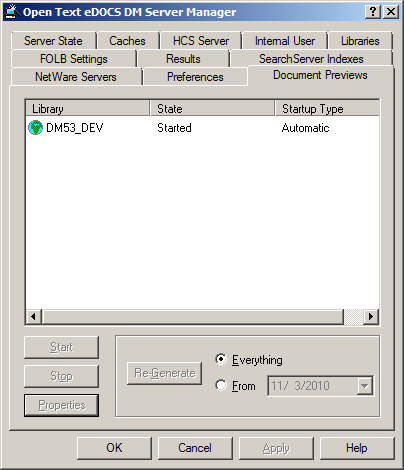 Open Text eDOCS DM Server Manager
Server State Caches HCS Server Internal User Libraries
FOLB Settings Results SearchServer Indexes
NetWare Servers Preferences Document Previews
Library State Startup Type
DM53_DEV Started Automatic
Start
Stop
Properties
Re-Generate
Everything
From 11/ 3/2010
OK Cancel Apply Help